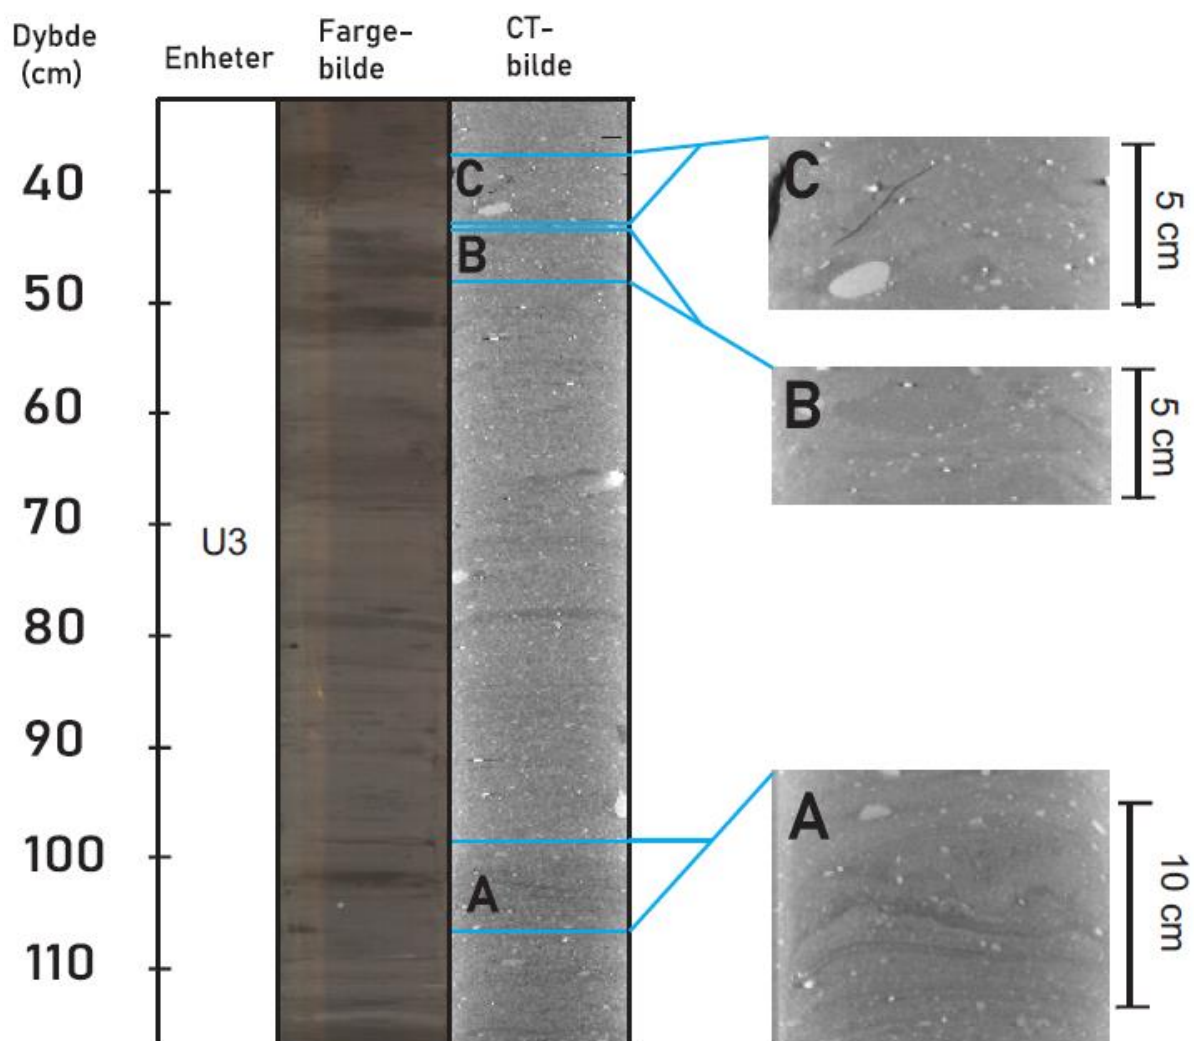 Dybde
(cm)
Enheter
Farge-
bilde
CT-
bilde
40
50
60
70
80
90
100
110
U3
C
B
A
C
5 cm
B
5 cm
A
10 cm